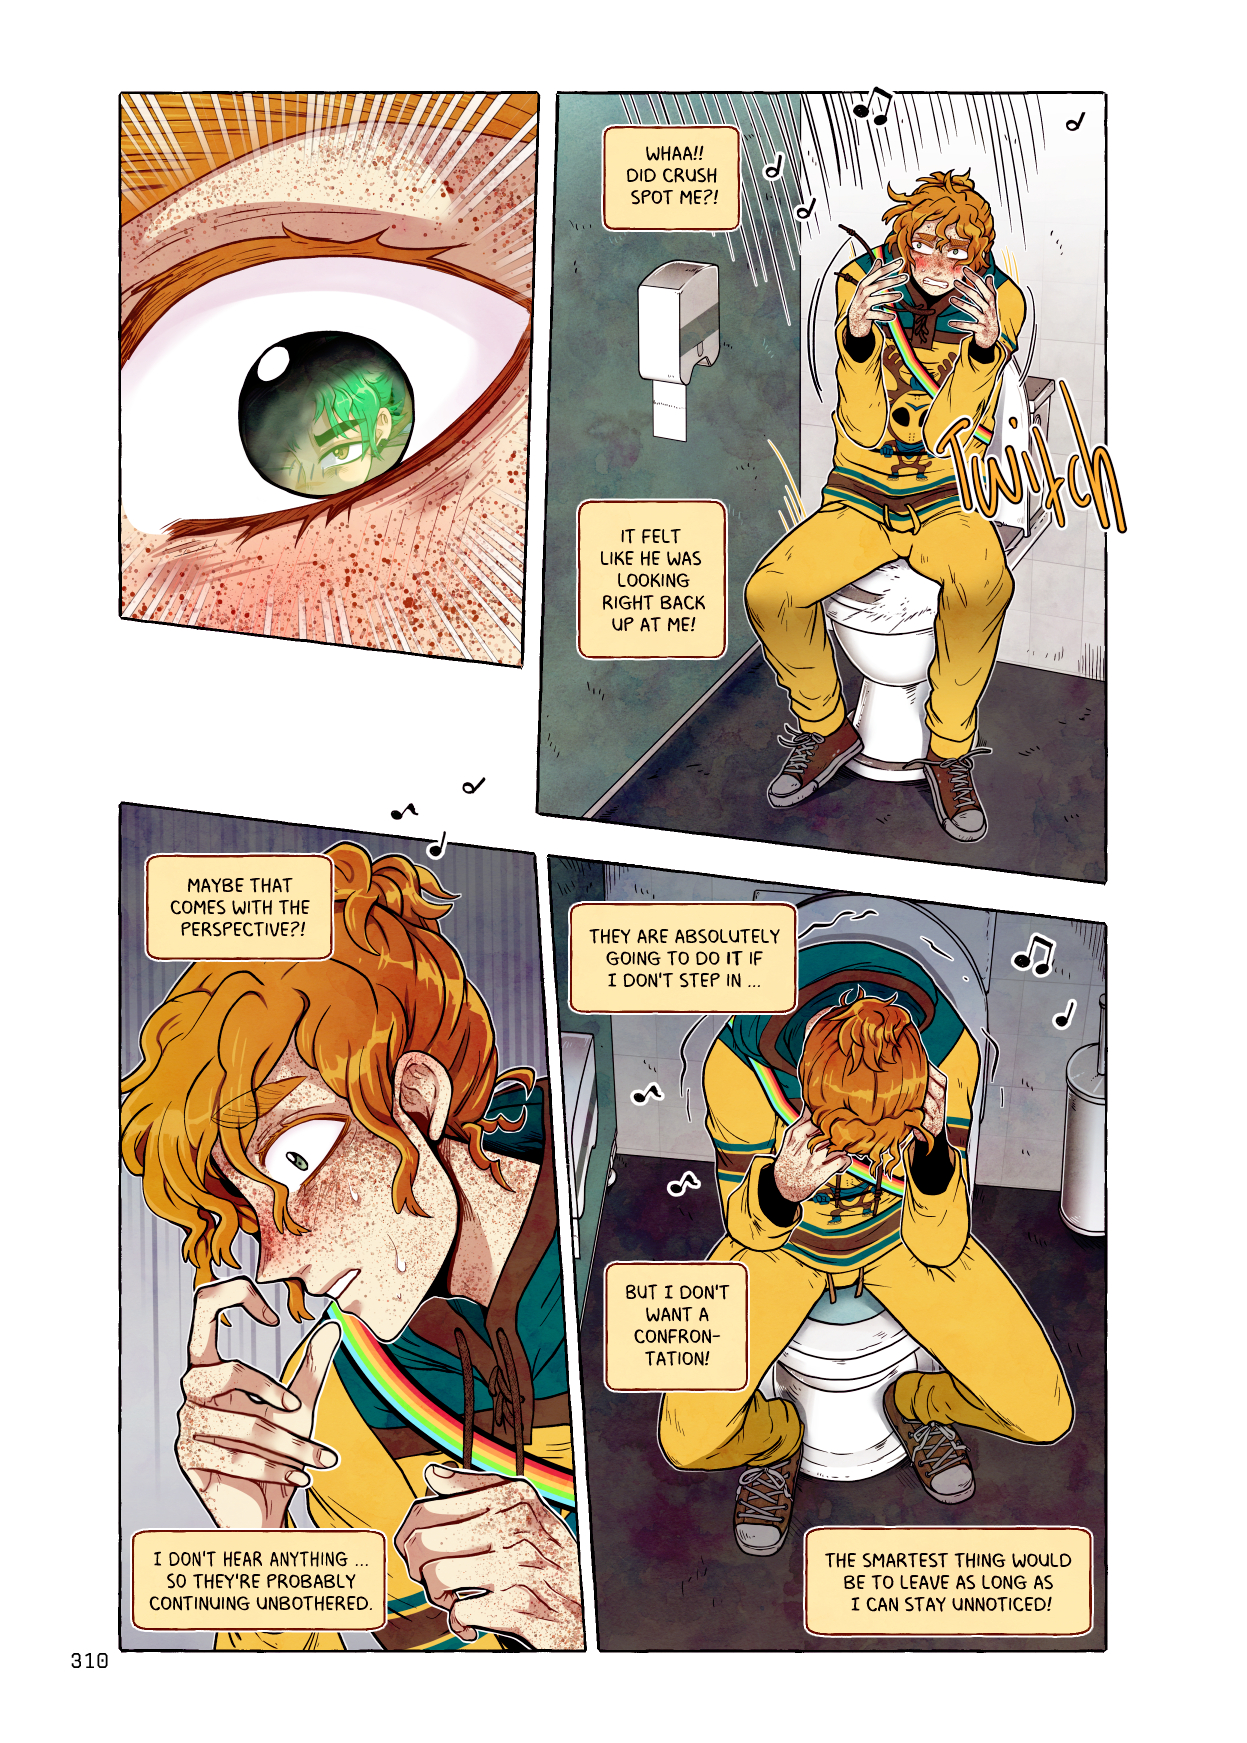 WHAA!!
DID CRUSH
SPOT ME?!
Twitch
IT FELT
LIKE HE WAS
LOOKING
RIGHT BACK
UP AT ME!
MAYBE THAT
COMES WITH THE
PERSPECTIVE?!
I DON'T HEAR ANYTHING ...
SO THEY'RE PROBABLY
CONTINUING UNBOTHERED.
THEY ARE ABSOLUTELY
GOING TO DO IT IF
I DON'T STEP IN ...
BUT I DON'T
WANT A
CONFRON-
TATION!
THE SMARTEST THING WOULD
BE TO LEAVE AS LONG AS
I CAN STAY UNNOTICED!
310